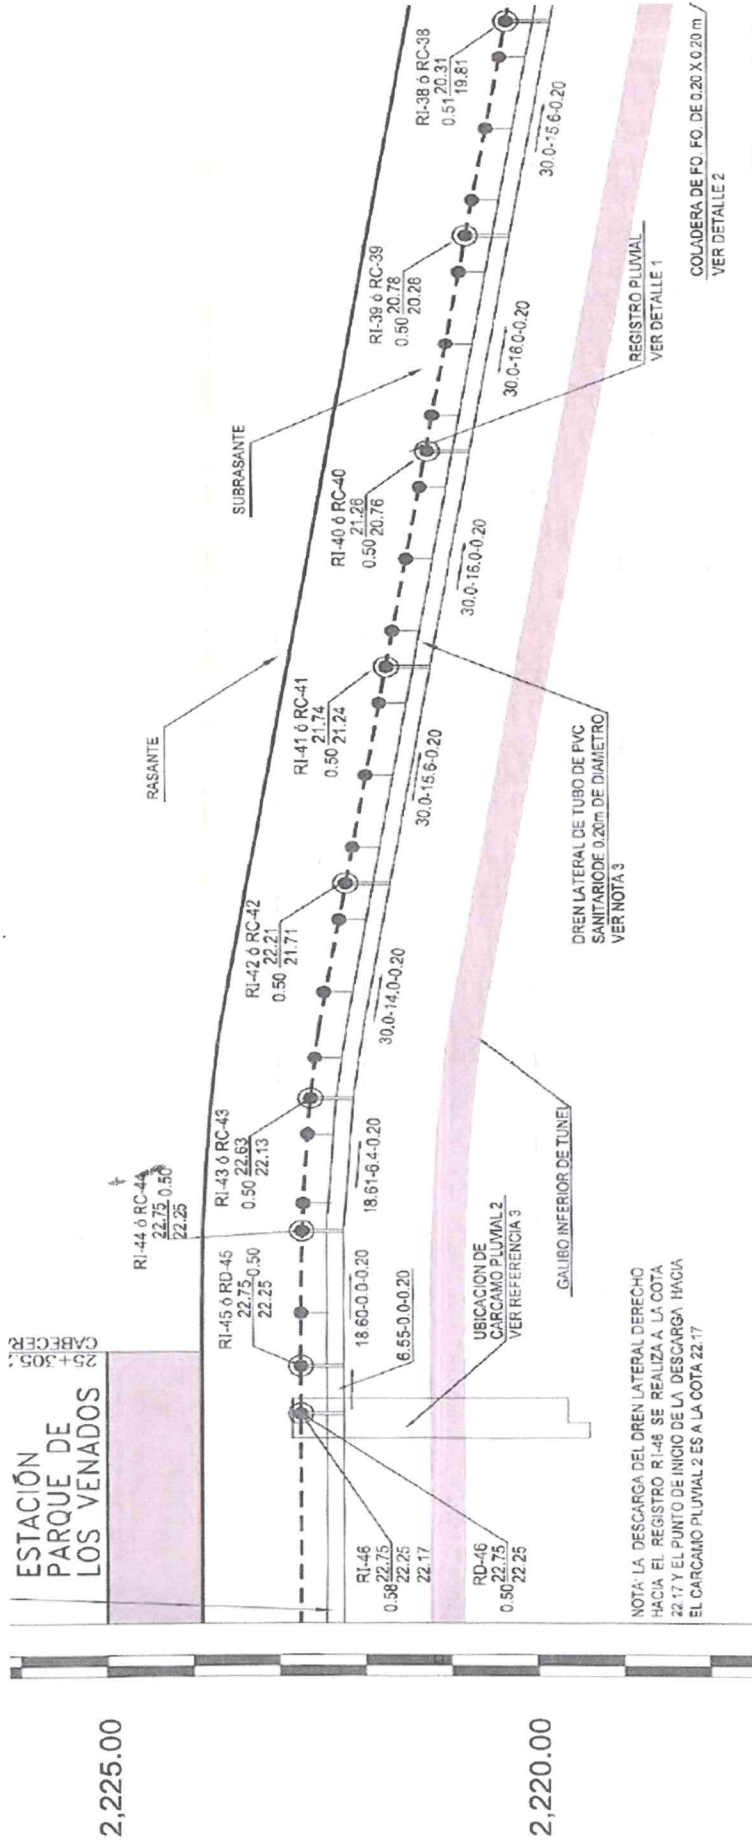 ESTACIÓN
PARQUE DE
LOS VENADOS
25+305.
CABECER
2,225.00
2,220.00
RASANTE
SUBRASANTE
RI-46
22.75
0.58 22.25
22.17
RD-46
22.75
0.50 22.25
RI-45 ó RD-45
22.75 0.50
22.25
RI-44 ó RC-44
22.75 0.50
22.25
RI-43 ó RC-43
0.50 22.63
22.13
RI-42 ó RC-42
0.50 22.21
21.71
RI-41 ó RC-41
21.74
0.50 21.24
RI-40 ó RC-40
21.26
0.50 20.76
RI-39 ó RC-39
20.78
0.50 20.28
RI-38 ó RC-38
0.51 20.31
19.81
6.55-0.0-0.20
18.60-0.0-0.20
18.61-6.4-0.20
30.0-14.0-0.20
30.0-15.6-0.20
30.0-16.0-0.20
30.0-16.0-0.20
30.0-15.6-0.20
UBICACION DE
CARCAMO PLUVIAL 2
VER REFERENCIA 3
GALIBO INFERIOR DE TUNEL
DREN LATERAL DE TUBO DE PVC
SANITARIODE 0.20m DE DIAMETRO
VER NOTA 3
REGISTRO PLUVIAL
VER DETALLE 1
COLADERA DE FO. FO. DE 0.20 X 0.20 m
VER DETALLE 2
NOTA: LA DESCARGA DEL DREN LATERAL DERECHO
HACIA EL REGISTRO RI-46 SE REALIZA A LA COTA
22.17 Y EL PUNTO DE INICIO DE LA DESCARGA HACIA
EL CARCAMO PLUVIAL 2 ES A LA COTA 22.17